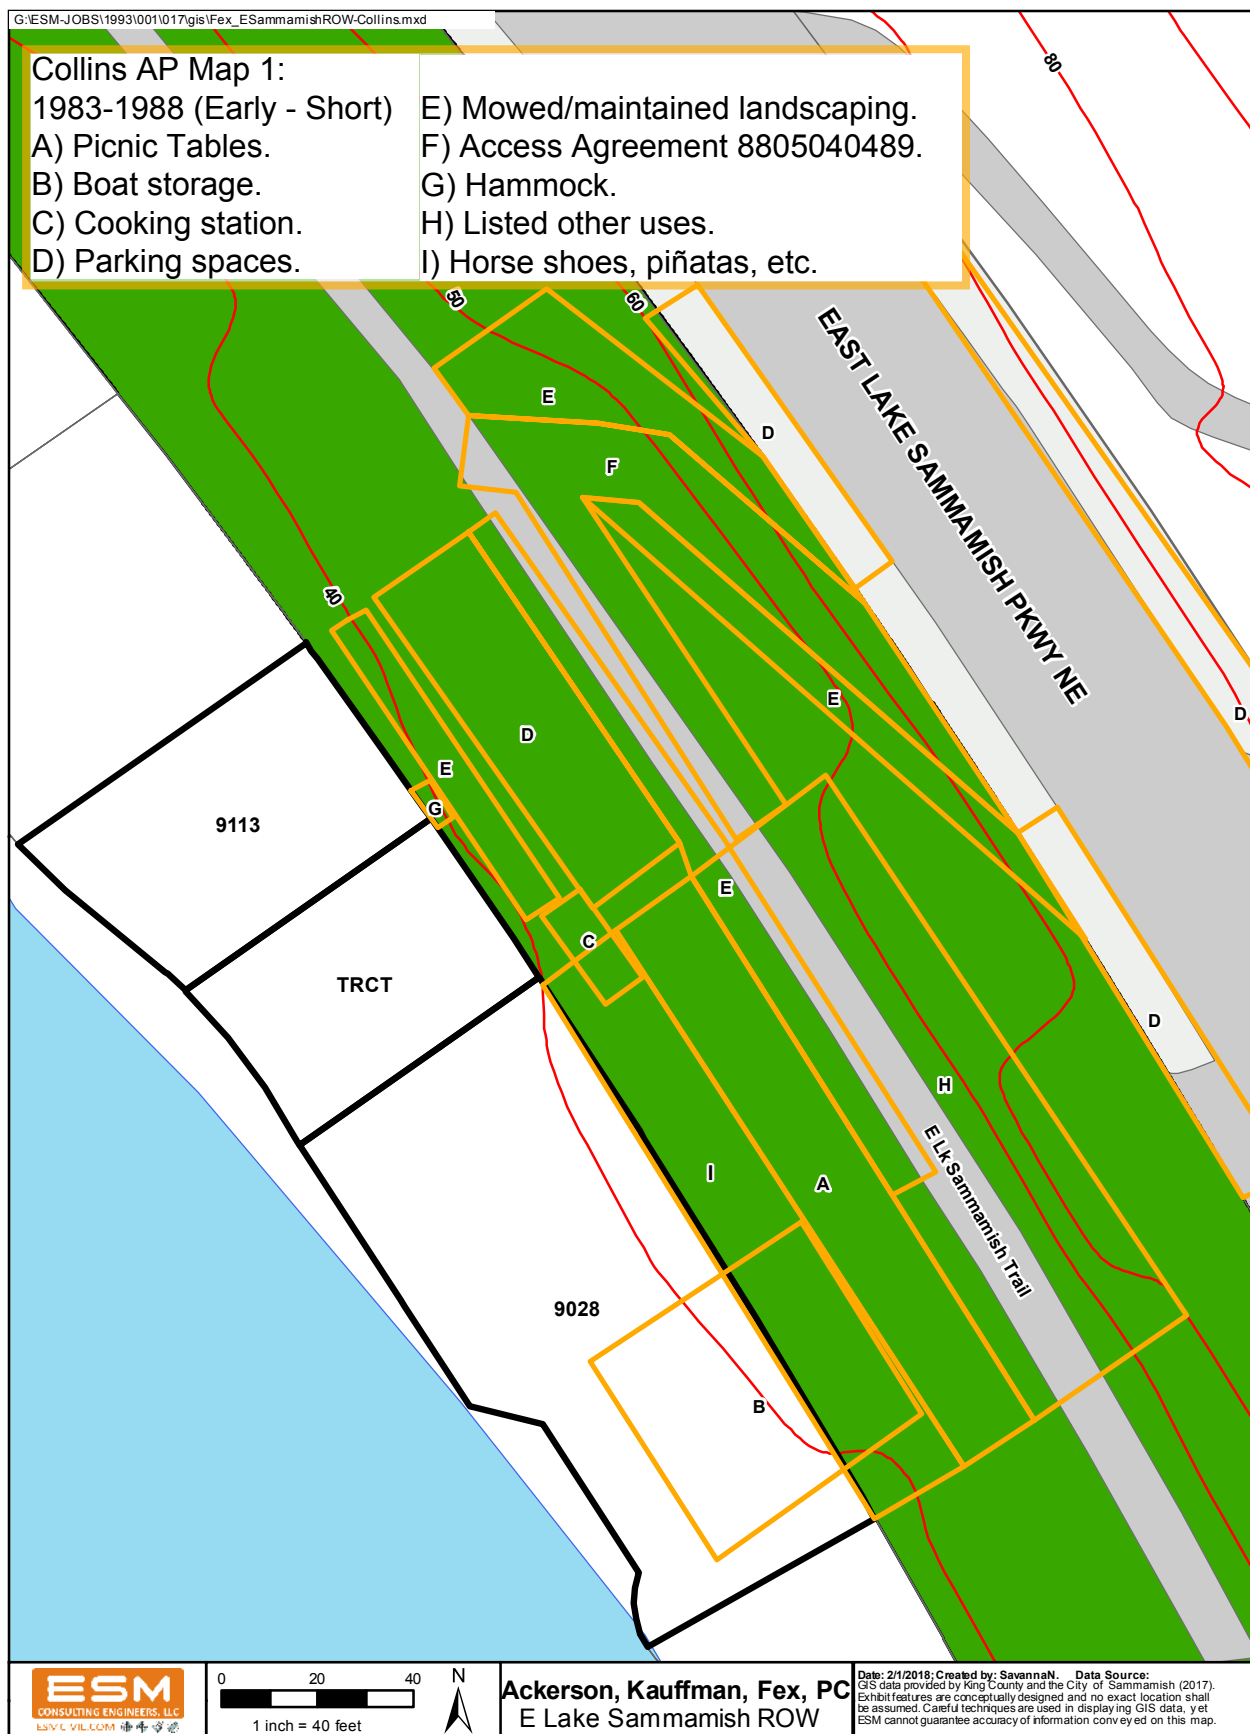 G:\ESM-JOBS\1993\001\017\gis\Fex_ESammamishROW-Collins.mxd
Collins AP Map 1:
1983-1988 (Early - Short)
A) Picnic Tables.
B) Boat storage.
C) Cooking station.
D) Parking spaces.
E) Mowed/maintained landscaping.
F) Access Agreement 8805040489.
G) Hammock.
H) Listed other uses.
I) Horse shoes, piñatas, etc.
80
50
60
EAST LAKE SAMMAMISH PKWY NE
E
D
F
40
E
D
D
E
G
9113
E
C
TRCT
D
H
E Lk Sammamish Trail
I
A
9028
B
ESM
CONSULTING ENGINEERS, LLC
ESMCIVIL.COM
0 20 40
1 inch = 40 feet
N
Ackerson, Kauffman, Fex, PC
E Lake Sammamish ROW
Date: 2/1/2018; Created by: SavannaN. Data Source:
GIS data provided by King County and the City of Sammamish (2017).
Exhibit features are conceptually designed and no exact location shall
be assumed. Careful techniques are used in displaying GIS data, yet
ESM cannot guarantee accuracy of information conveyed on this map.